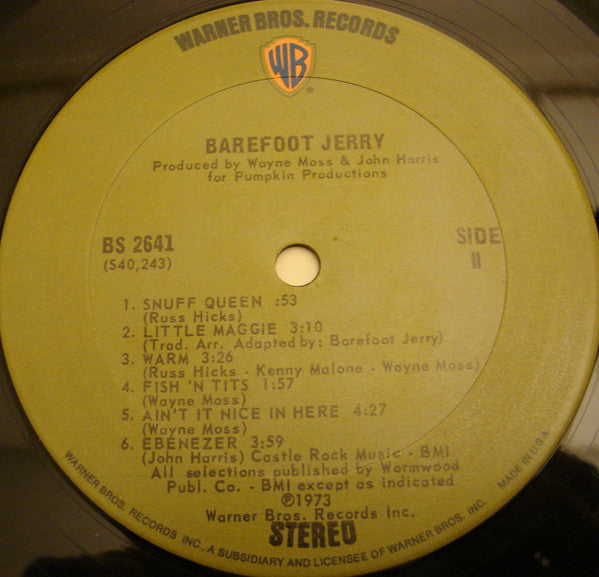 WARNER BROS. RECORDS
WB
®
BAREFOOT JERRY
Produced by Wayne Moss & John Harris
for Pumpkin Productions
BS 2641
(S40,243)
SIDE
II
1. SNUFF QUEEN :53
(Russ Hicks)
2. LITTLE MAGGIE 3:10
(Trad. Arr. Adapted by: Barefoot Jerry)
3. WARM 3:26
(Russ Hicks - Kenny Malone - Wayne Moss)
4. FISH 'N TITS 1:57
(Wayne Moss)
5. AIN'T IT NICE IN HERE 4:27
(Wayne Moss)
6. EBENEZER 3:59
(John Harris) Castle Rock Music - BMI
All selections published by Wormwood
Publ. Co. - BMI except as indicated
℗1973
Warner Bros. Records Inc.
STEREO
WARNER BROS. RECORDS INC., A SUBSIDIARY AND LICENSEE OF WARNER BROS. INC.
MADE IN U.S.A.